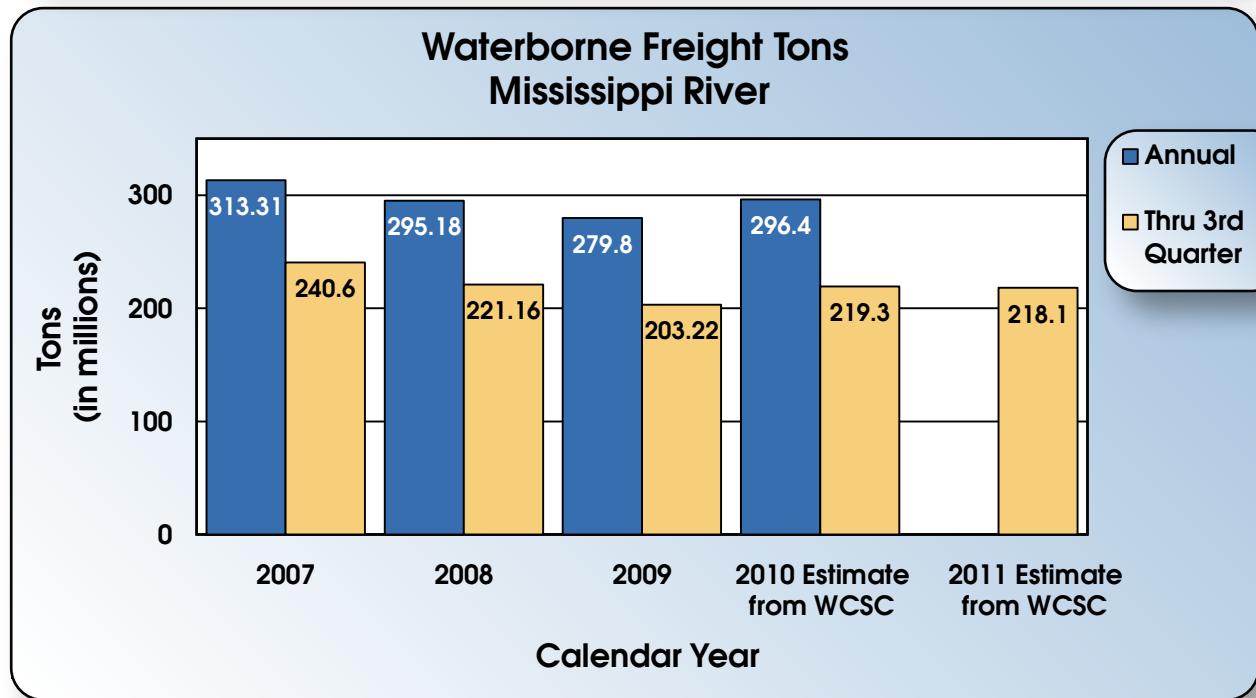 Waterborne Freight Tons
Mississippi River
Annual
Thru 3rd
Quarter
Tons
(in millions)
300
200
100
0
313.31
240.6
295.18
221.16
279.8
203.22
296.4
219.3
218.1
2007
2008
2009
2010 Estimate
from WCSC
2011 Estimate
from WCSC
Calendar Year